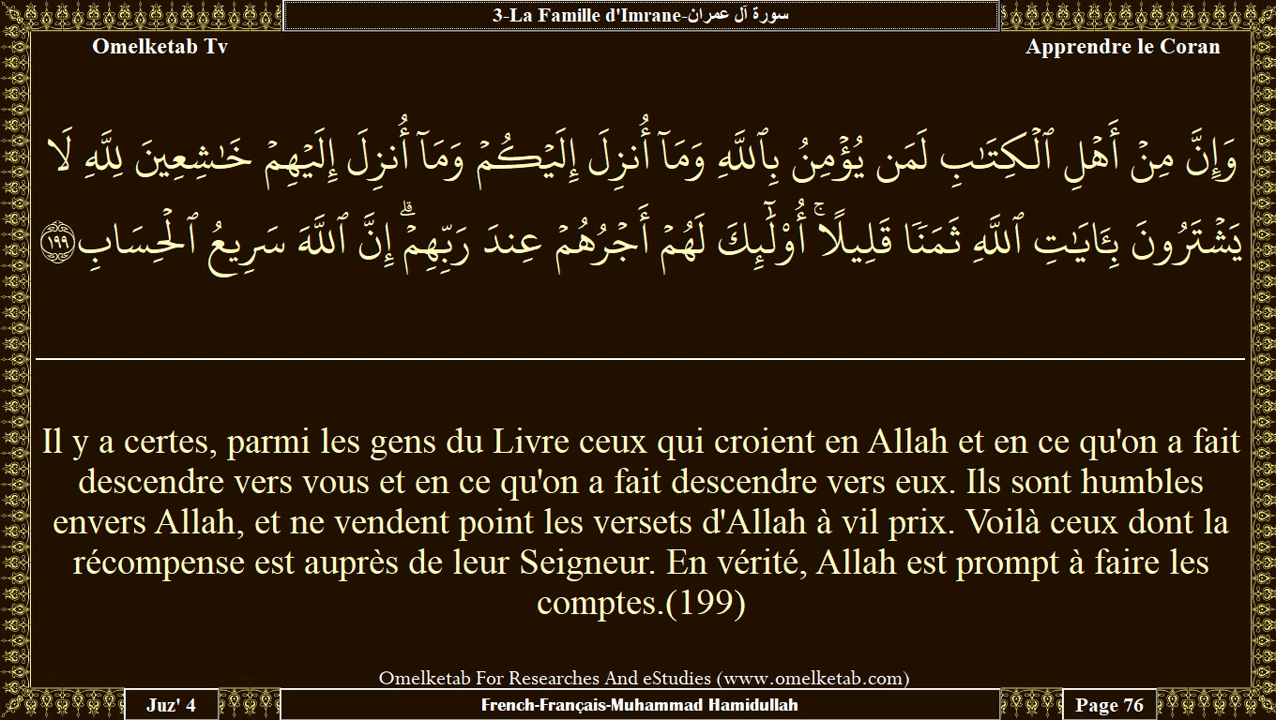 3-La Famille d'Imrane-سورة آل عمران
Omelketab Tv
Apprendre le Coran
وَإِنَّ مِنْ أَهْلِ ٱلْكِتَـٰبِ لَمَن يُؤْمِنُ بِٱللَّهِ وَمَآ أُنزِلَ إِلَيْكُمْ وَمَآ أُنزِلَ إِلَيْهِمْ خَـٰشِعِينَ لِلَّهِ لَا
يَشْتَرُونَ بِـَٔايَـٰتِ ٱللَّهِ ثَمَنًا قَلِيلًا ۚ أُو۟لَـٰٓئِكَ لَهُمْ أَجْرُهُمْ عِندَ رَبِّهِمْ ۗ إِنَّ ٱللَّهَ سَرِيعُ ٱلْحِسَابِ ١٩٩
Il y a certes, parmi les gens du Livre ceux qui croient en Allah et en ce qu'on a fait
descendre vers vous et en ce qu'on a fait descendre vers eux. Ils sont humbles
envers Allah, et ne vendent point les versets d'Allah à vil prix. Voilà ceux dont la
récompense est auprès de leur Seigneur. En vérité, Allah est prompt à faire les
comptes.(199)
Omelketab For Researches And eStudies (www.omelketab.com)
Juz' 4
French-Français-Muhammad Hamidullah
Page 76